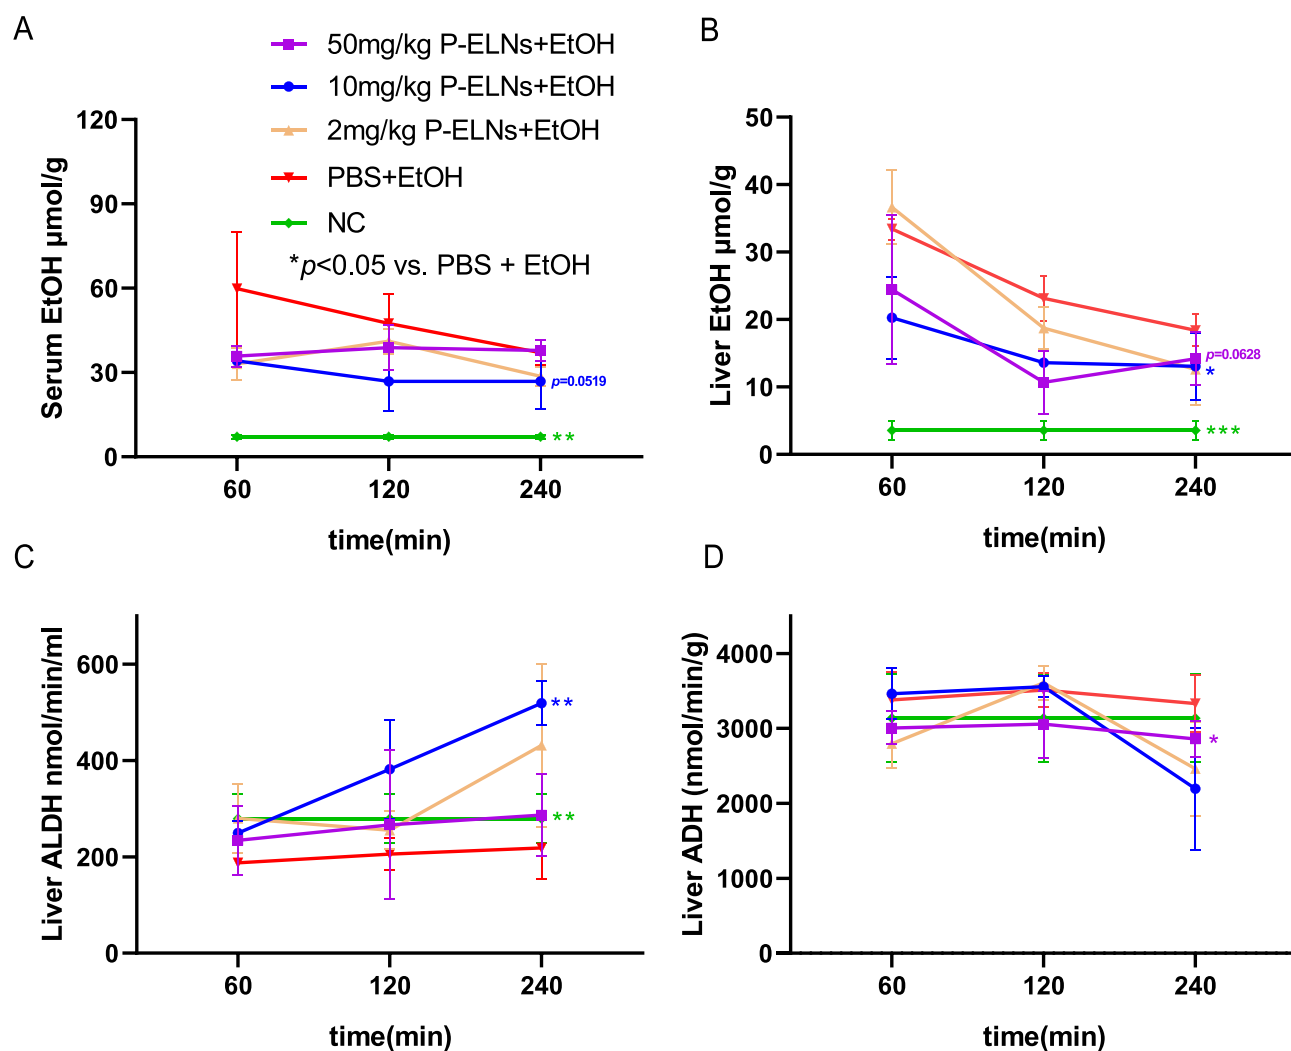 A
50mg/kg P-ELNs+EtOH
10mg/kg P-ELNs+EtOH
2mg/kg P-ELNs+EtOH
PBS+EtOH
NC
*p<0.05 vs. PBS + EtOH
Serum EtOH μmol/g
120
90
60
30
0
p=0.0519
**
60 120 240
time(min)
B
Liver EtOH μmol/g
50
40
30
20
10
0
p=0.0628
*
***
60 120 240
time(min)
C
Liver ALDH nmol/min/ml
600
400
200
0
**
**
60 120 240
time(min)
D
Liver ADH (nmol/min/g)
4000
3000
2000
1000
0
*
60 120 240
time(min)